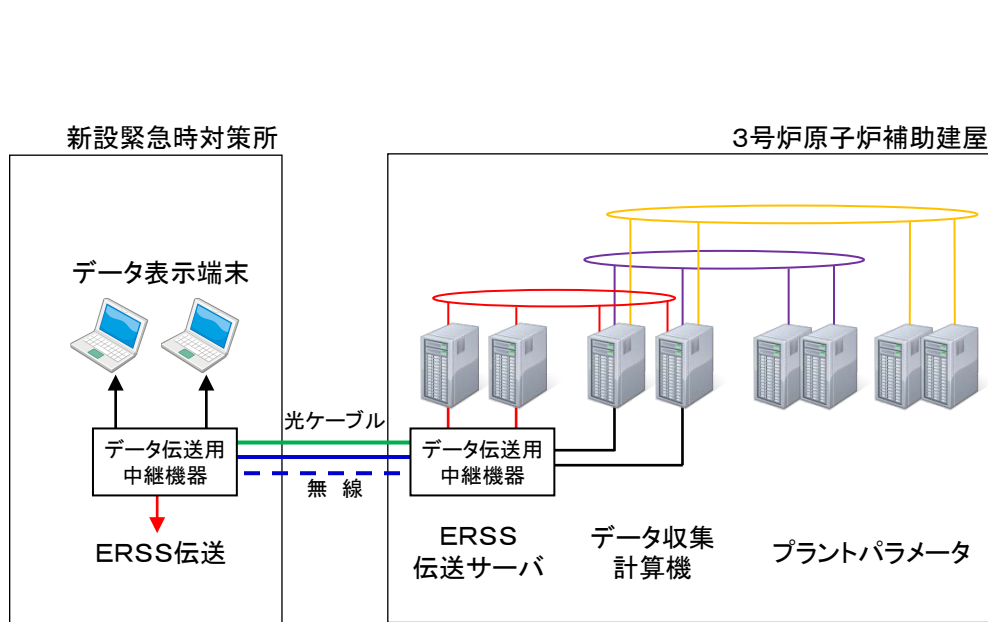 新設緊急時対策所
3号炉原子炉補助建屋
データ表示端末
光ケーブル
データ伝送用
中継機器
無 線
データ伝送用
中継機器
ERSS伝送
ERSS
伝送サーバ
データ収集
計算機
プラントパラメータ